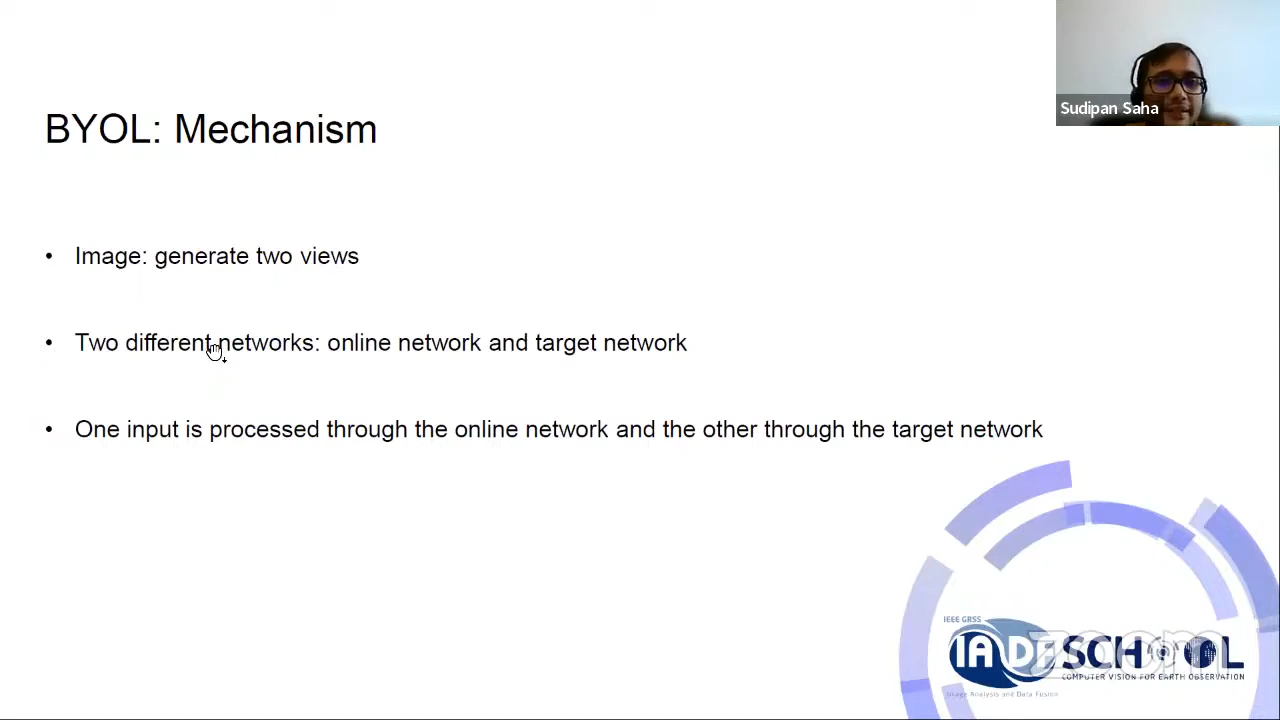 Sudipan Saha
BYOL: Mechanism
• Image: generate two views
• Two different networks: online network and target network
• One input is processed through the online network and the other through the target network
IEEE GRSS
IADF SCHOOL
zoom
COMPUTER VISION FOR EARTH OBSERVATION
Image Analysis and Data Fusion